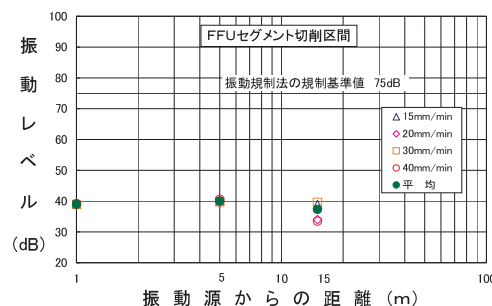 FFUセグメント切削区間
振動規制法の規制基準値 75dB
15mm/min
20mm/min
30mm/min
40mm/min
平 均
振動レベル(dB)
100
90
80
70
60
50
40
30
20
1
5
10
15
100
振動源からの距離(m)